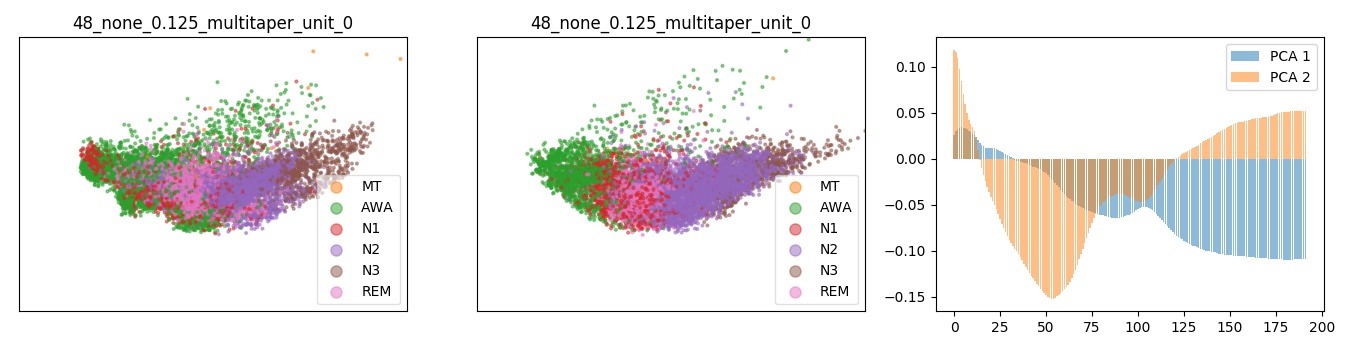 48_none_0.125_multitaper_unit_0
MT
AWA
N1
N2
N3
REM
48_none_0.125_multitaper_unit_0
MT
AWA
N1
N2
N3
REM
PCA 1
PCA 2
0.10
0.05
0.00
−0.05
−0.10
−0.15
0 25 50 75 100 125 150 175 200